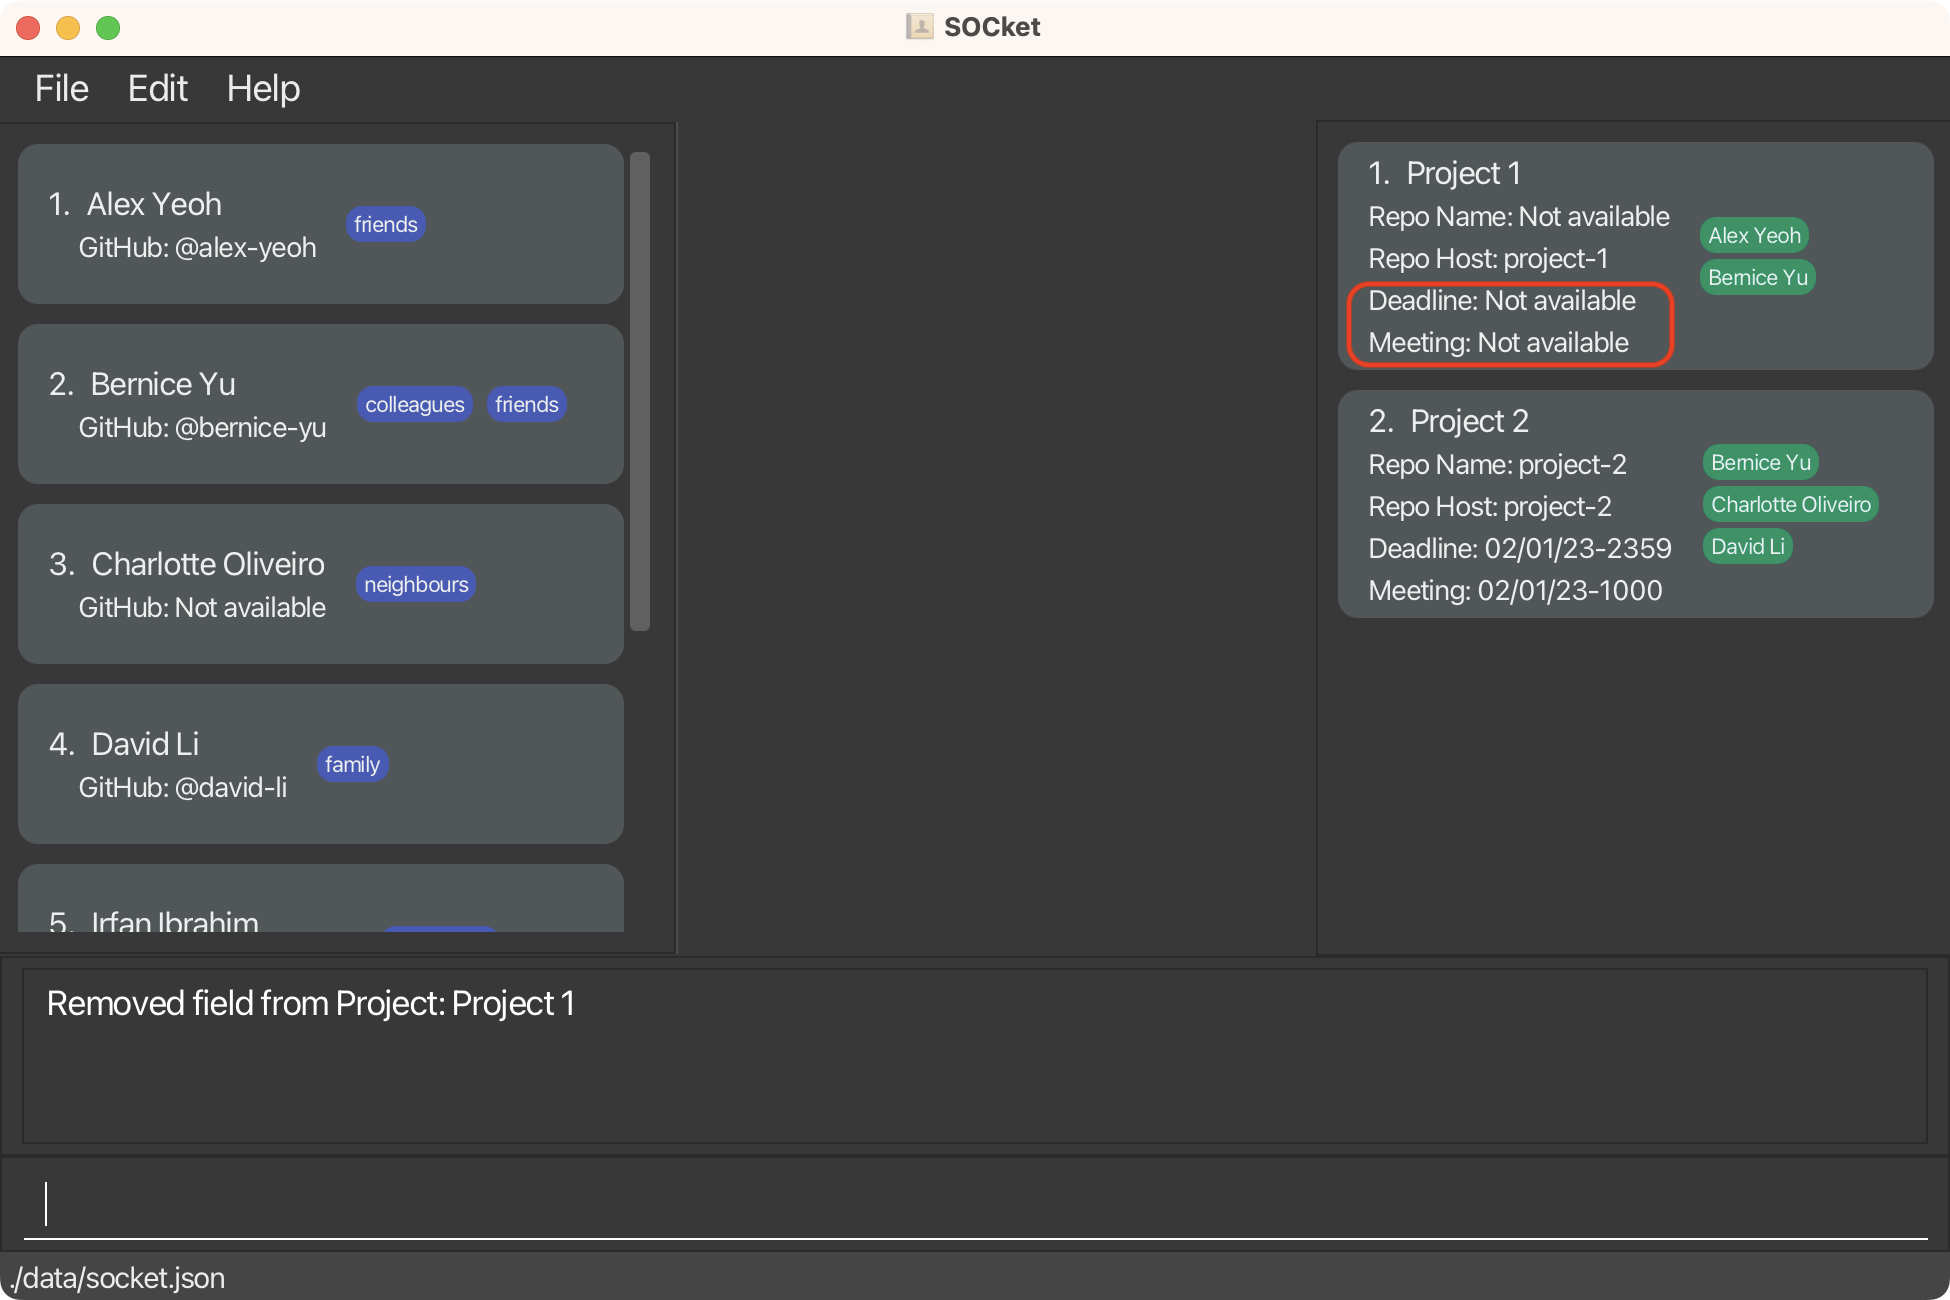 SOCket
File Edit Help
1. Alex Yeoh
GitHub: @alex-yeoh
friends
2. Bernice Yu
GitHub: @bernice-yu
colleagues friends
3. Charlotte Oliveiro
GitHub: Not available
neighbours
4. David Li
GitHub: @david-li
family
5. Irfan Ibrahim
1. Project 1
Repo Name: Not available
Repo Host: project-1
Deadline: Not available
Meeting: Not available
Alex Yeoh
Bernice Yu
2. Project 2
Repo Name: project-2
Repo Host: project-2
Deadline: 02/01/23-2359
Meeting: 02/01/23-1000
Bernice Yu
Charlotte Oliveiro
David Li
Removed field from Project: Project 1
./data/socket.json